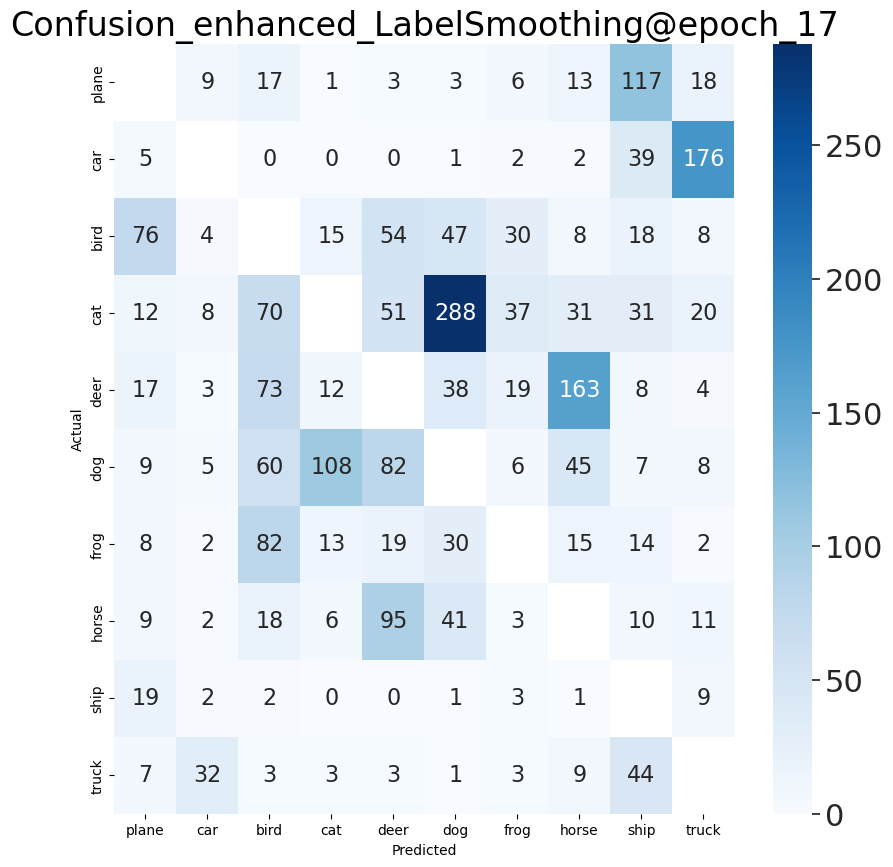 Confusion_enhanced_LabelSmoothing@epoch_17
plane 9 17 1 3 3 6 13 117 18
car 5 0 0 0 1 2 2 39 176
bird 76 4 15 54 47 30 8 18 8
cat 12 8 70 51 288 37 31 31 20
deer 17 3 73 12 38 19 163 8 4
Actual
dog 9 5 60 108 82 6 45 7 8
frog 8 2 82 13 19 30 15 14 2
horse 9 2 18 6 95 41 3 10 11
ship 19 2 2 0 0 1 3 1 9
truck 7 32 3 3 3 1 3 9 44
plane car bird cat deer dog frog horse ship truck
Predicted
250
200
150
100
50
0